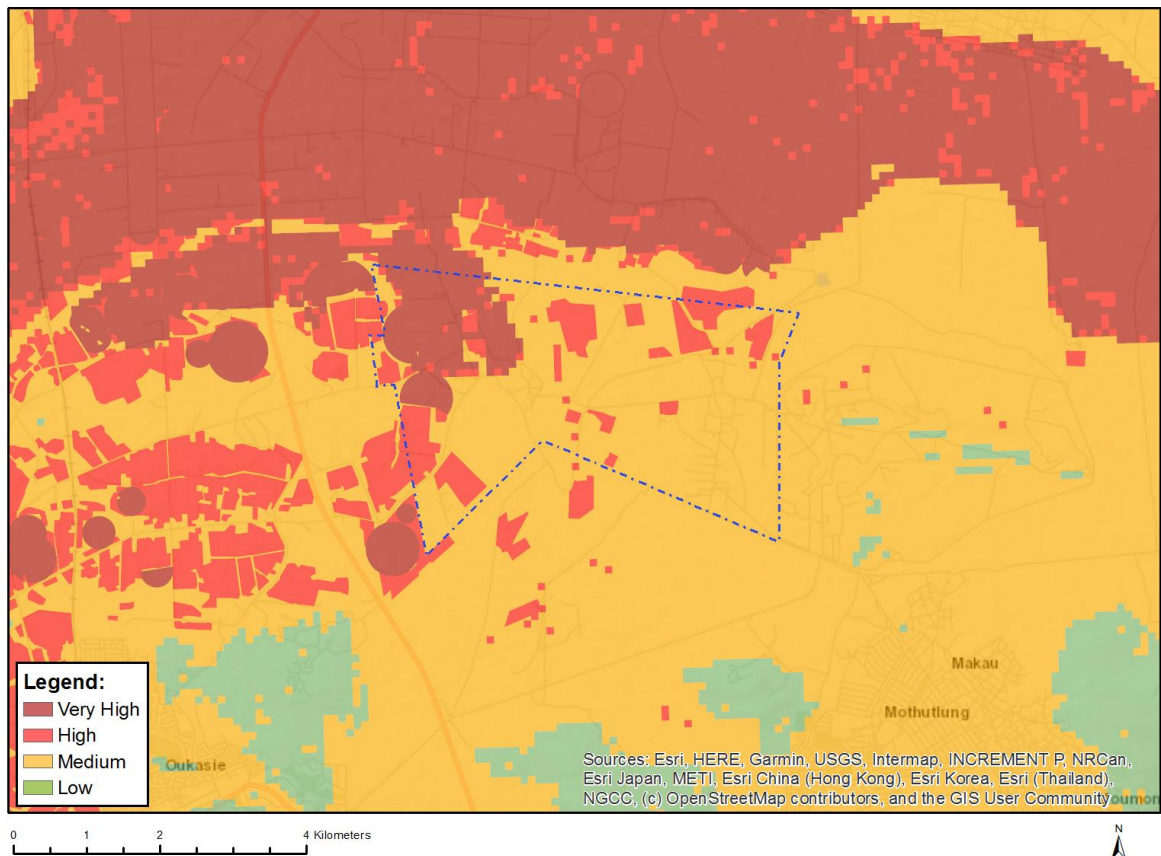 Makau
Mothutlung
Oukasie
Legend:
Very High
High
Medium
Low
Sources: Esri, HERE, Garmin, USGS, Intermap, INCREMENT P, NRCan,
Esri Japan, METI, Esri China (Hong Kong), Esri Korea, Esri (Thailand),
NGCC, (c) OpenStreetMap contributors, and the GIS User Community
0 1 2 4 Kilometers
N